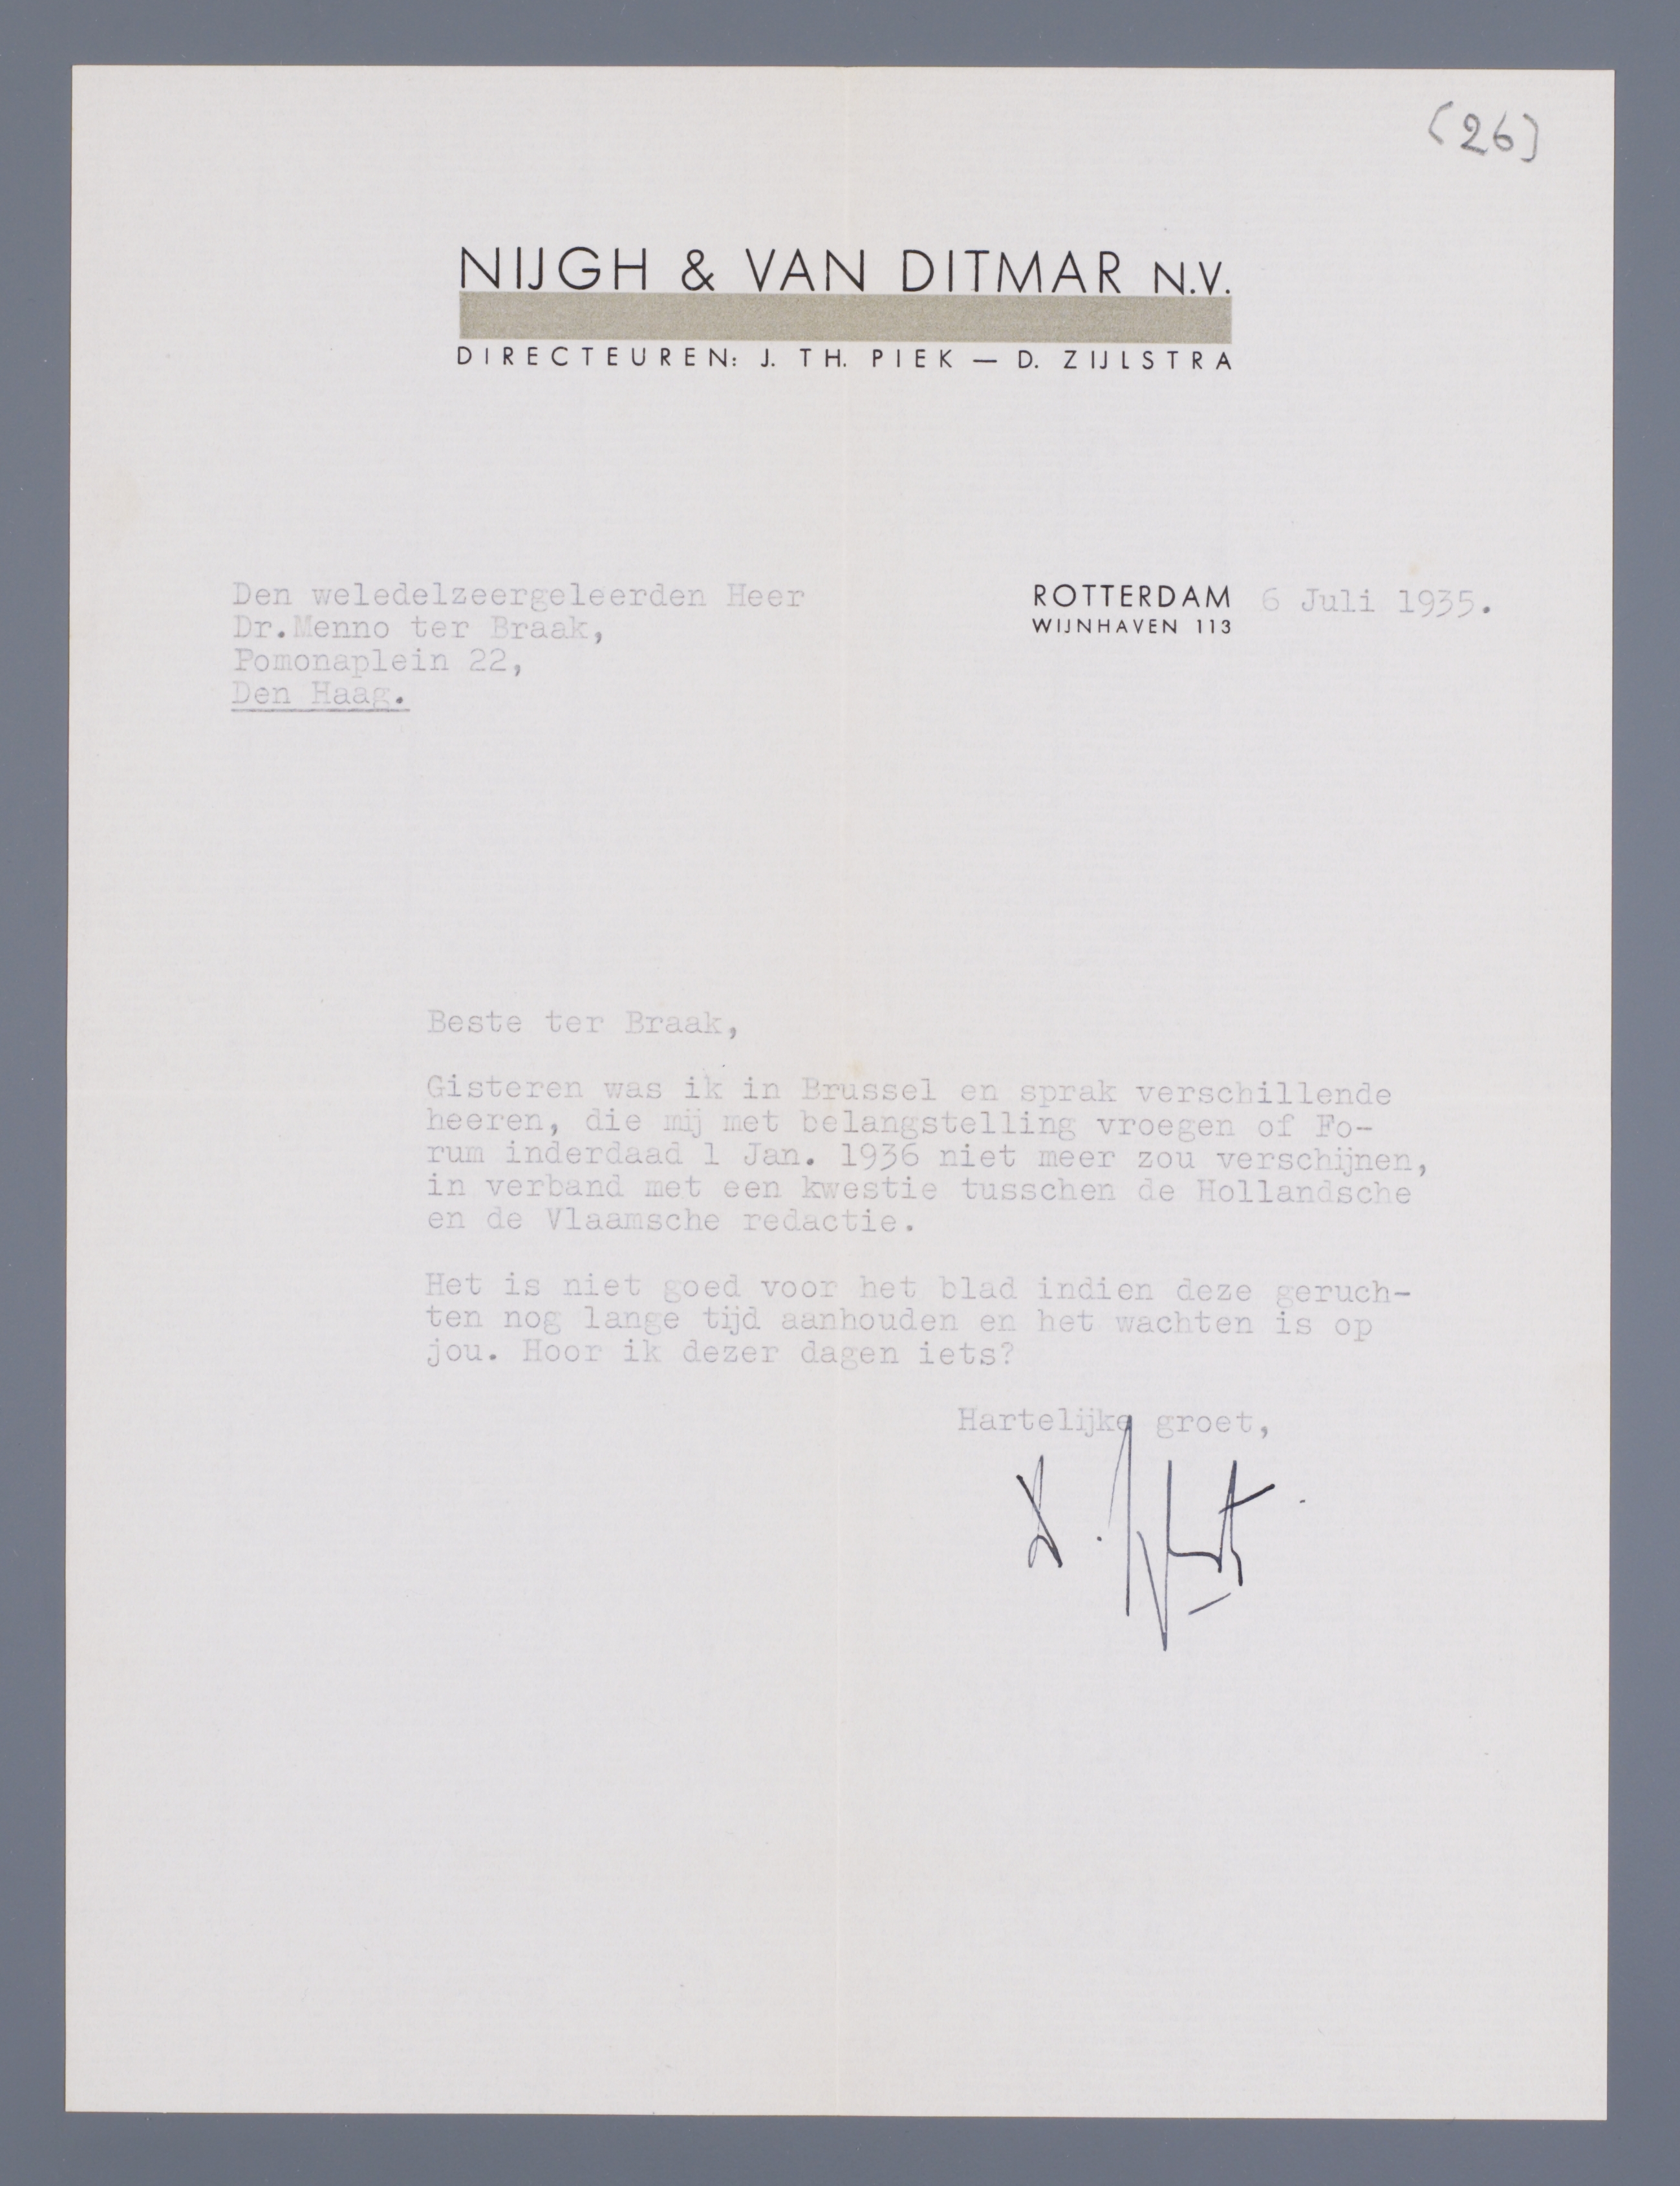 (26)
NIJGH & VAN DITMAR N.V.
DIRECTEUREN: J. TH. PIEK — D. ZIJLSTRA
Den weledelzeergeleerden Heer
Dr.Menno ter Braak,
Pomonaplein 22,
Den Haag.
ROTTERDAM 6 Juli 1935.
WIJNHAVEN 113
Beste ter Braak,
Gisteren was ik in Brussel en sprak verschillende
heeren, die mij met belangstelling vroegen of Fo-
rum inderdaad 1 Jan. 1936 niet meer zou verschijnen,
in verband met een kwestie tusschen de Hollandsche
en de Vlaamsche redactie.
Het is niet goed voor het blad indien deze geruch-
ten nog lange tijd aanhouden en het wachten is op
jou. Hoor ik dezer dagen iets?
Hartelijke groet,